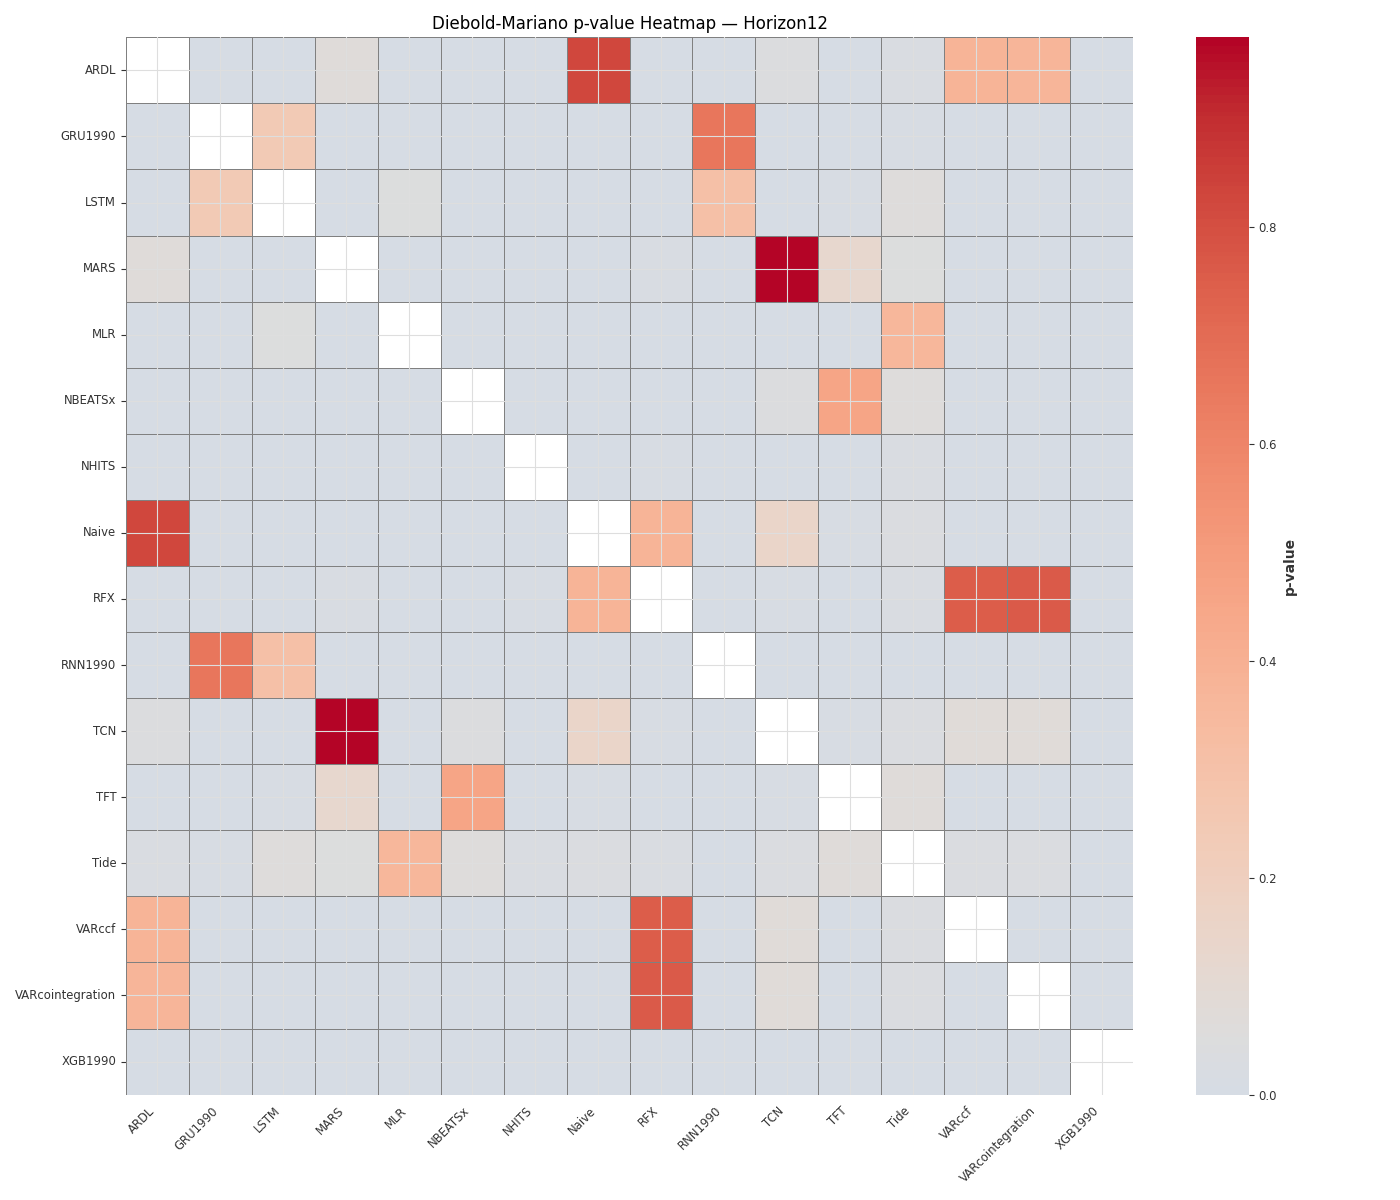 Diebold-Mariano p-value Heatmap — Horizon12
ARDL
GRU1990
LSTM
MARS
MLR
NBEATSx
NHITS
Naive
RFX
RNN1990
TCN
TFT
Tide
VARccf
VARcointegration
XGB1990
ARDL
GRU1990
LSTM
MARS
MLR
NBEATSx
NHITS
Naive
RFX
RNN1990
TCN
TFT
Tide
VARccf
VARcointegration
XGB1990
0.8
0.6
0.4
0.2
0.0
p-value